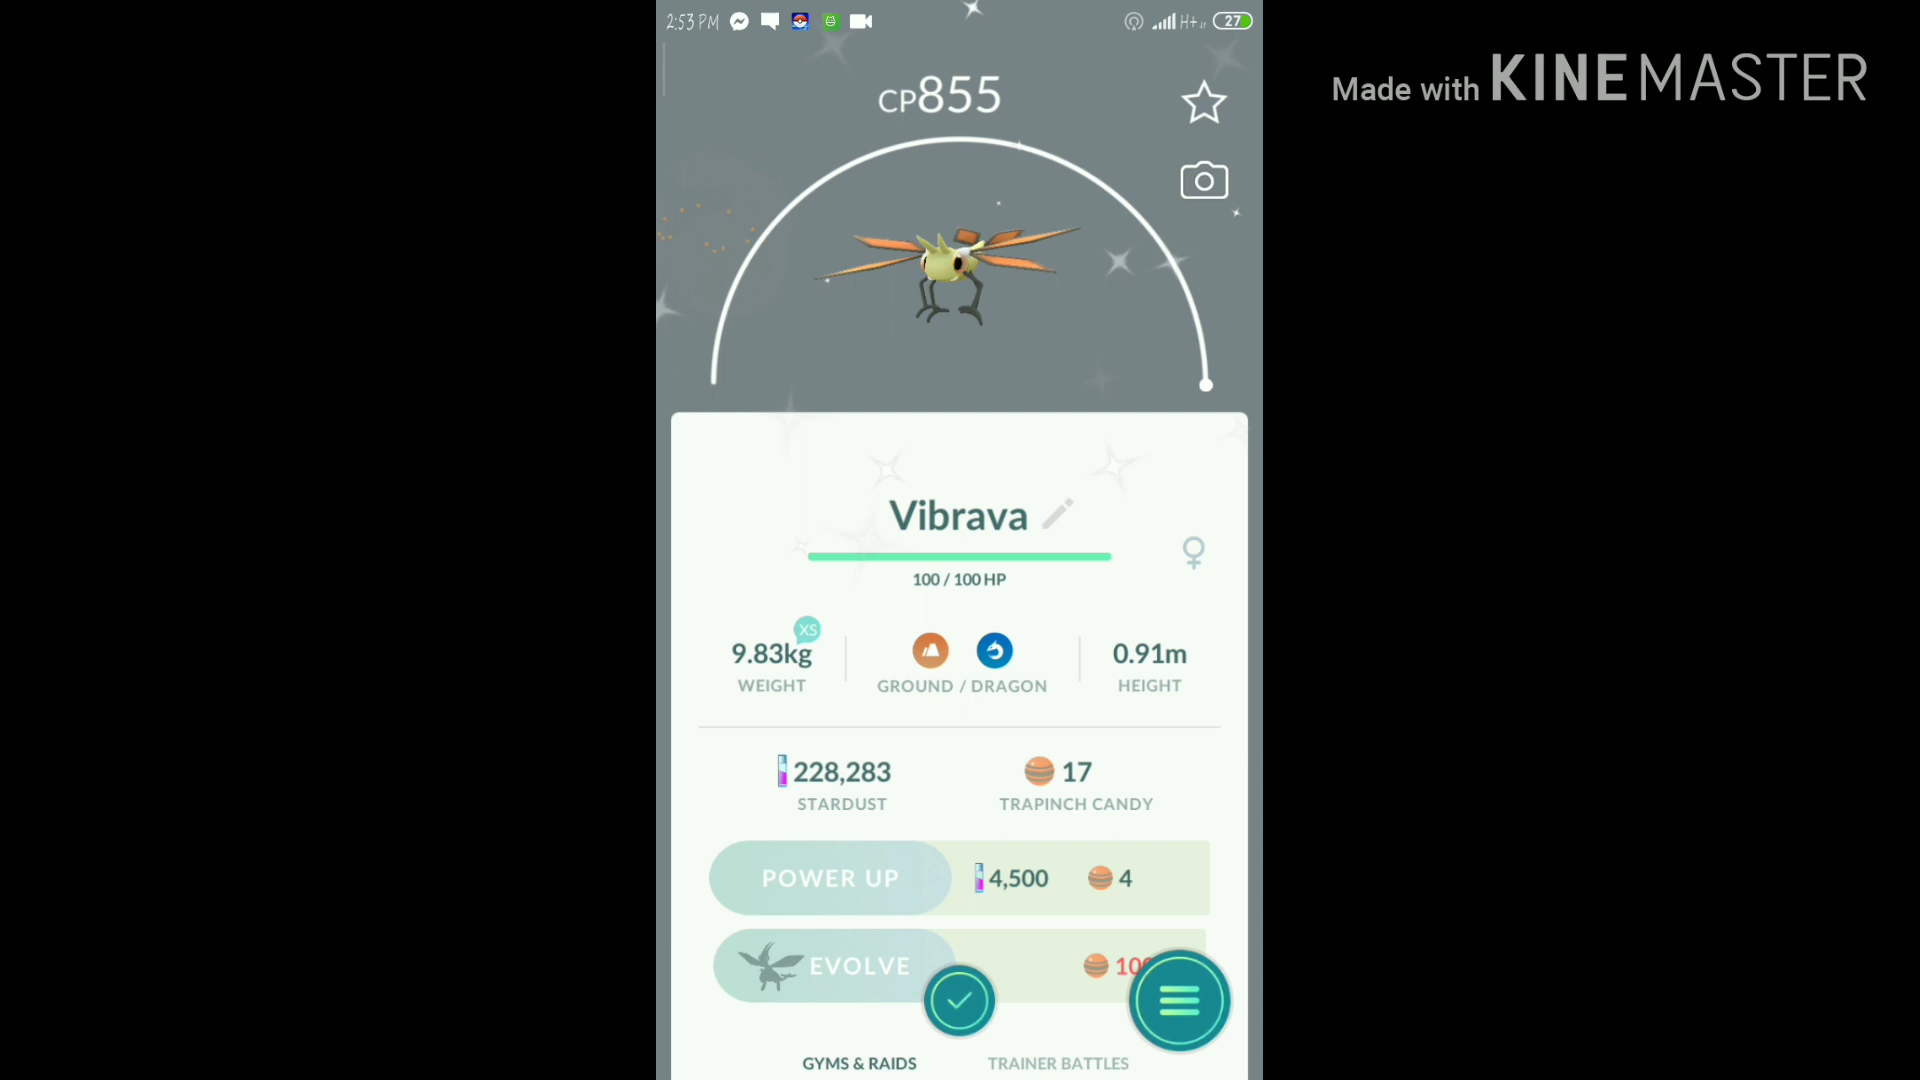 2:53 PM
H+
27
Made with KINEMASTER
CP855
Vibrava
100 / 100 HP
XS
9.83kg
WEIGHT
GROUND / DRAGON
0.91m
HEIGHT
228,283
STARDUST
17
TRAPINCH CANDY
POWER UP
4,500
4
EVOLVE
GYMS & RAIDS
TRAINER BATTLES